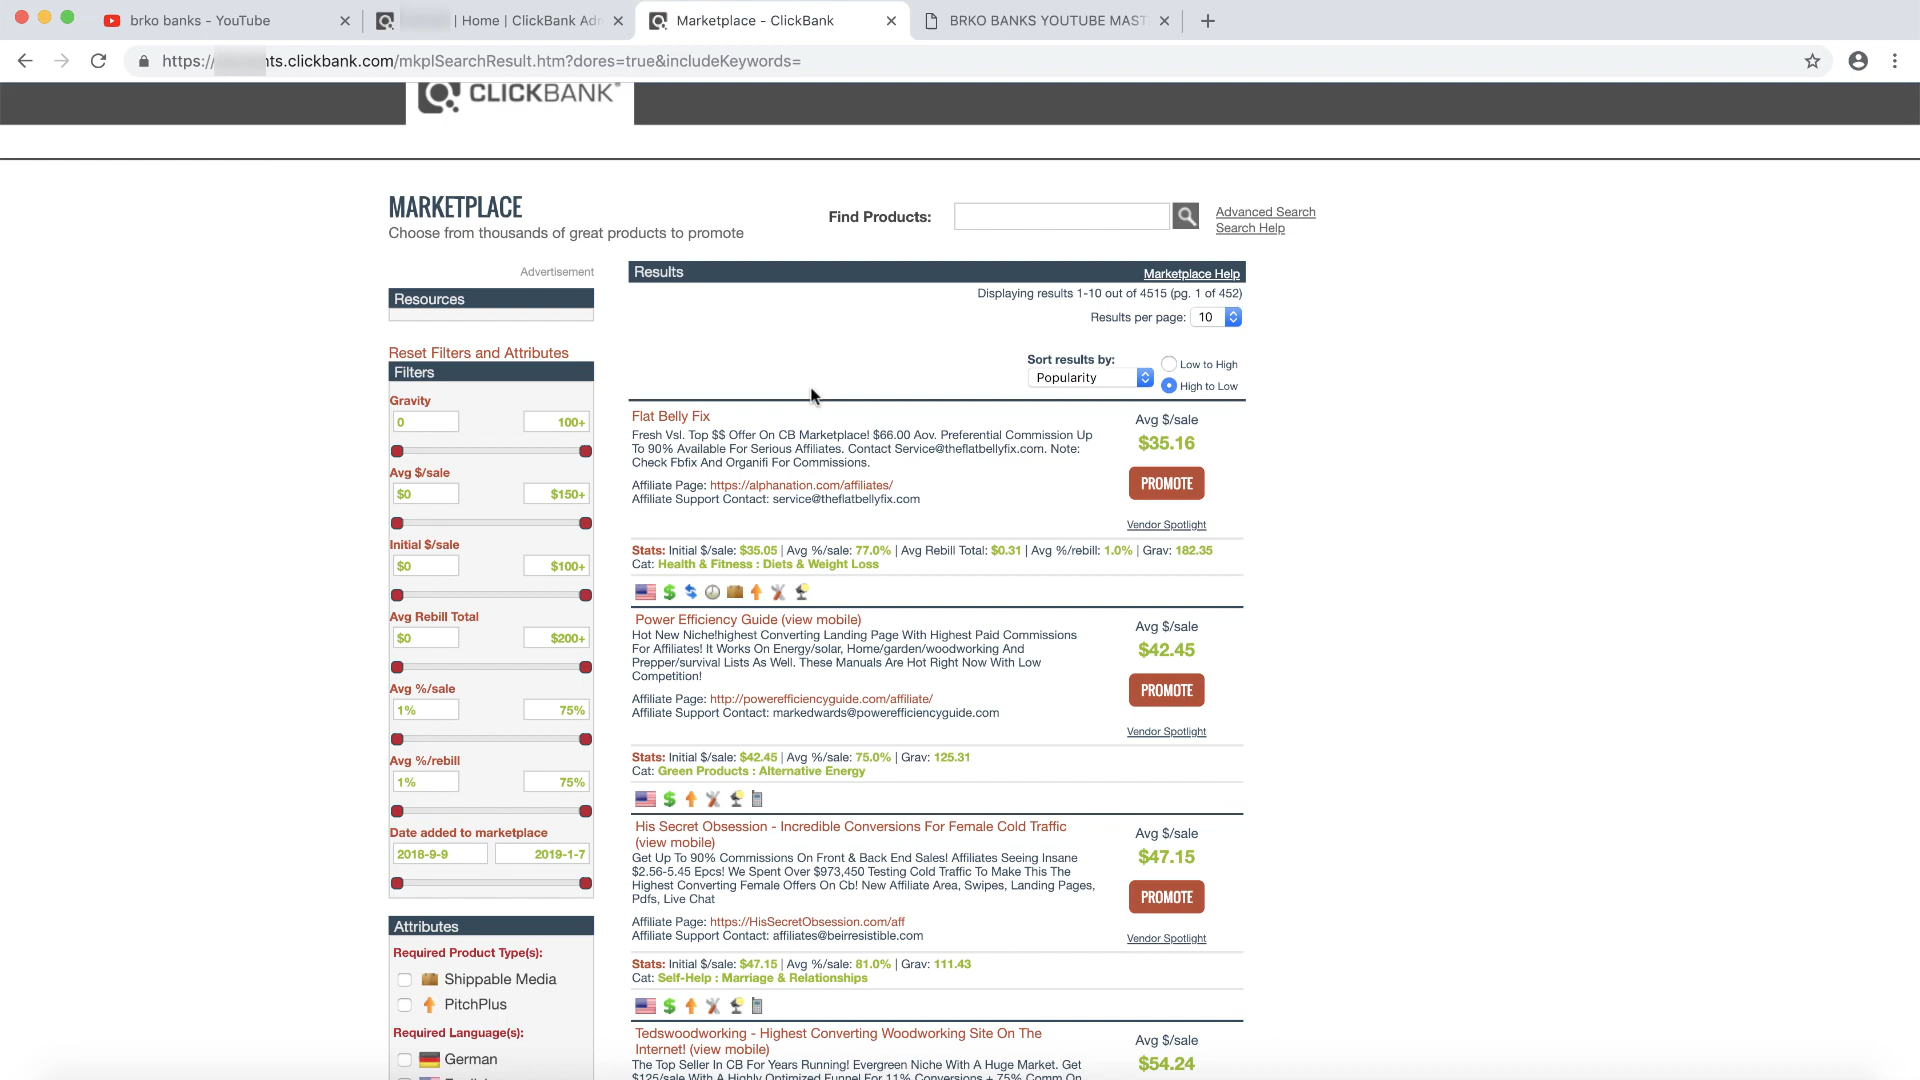 brko banks - YouTube
| Home | ClickBank Adn
Marketplace - ClickBank
BRKO BANKS YOUTUBE MAST
https:// nts.clickbank.com/mkplSearchResult.htm?dores=true&includeKeywords=
CLICKBANK
MARKETPLACE
Choose from thousands of great products to promote
Find Products:
Advanced Search
Search Help
Advertisement
Resources
Reset Filters and Attributes
Filters
Gravity
0 100+
Avg $/sale
$0 $150+
Initial $/sale
$0 $100+
Avg Rebill Total
$0 $200+
Avg %/sale
1% 75%
Avg %/rebill
1% 75%
Date added to marketplace
2018-9-9 2019-1-7
Attributes
Required Product Type(s):
Shippable Media
PitchPlus
Required Language(s):
German
Results Marketplace Help
Displaying results 1-10 out of 4515 (pg. 1 of 452)
Results per page: 10
Sort results by:
Popularity
Low to High
High to Low
Flat Belly Fix
Fresh Vsl. Top $$ Offer On CB Marketplace! $66.00 Aov. Preferential Commission Up
To 90% Available For Serious Affiliates. Contact Service@theflatbellyfix.com. Note:
Check Fbfix And Organifi For Commissions.
Affiliate Page: https://alphanation.com/affiliates/
Affiliate Support Contact: service@theflatbellyfix.com
Avg $/sale
$35.16
PROMOTE
Vendor Spotlight
Stats: Initial $/sale: $35.05 | Avg %/sale: 77.0% | Avg Rebill Total: $0.31 | Avg %/rebill: 1.0% | Grav: 182.35
Cat: Health & Fitness : Diets & Weight Loss
Power Efficiency Guide (view mobile)
Hot New Niche!highest Converting Landing Page With Highest Paid Commissions
For Affiliates! It Works On Energy/solar, Home/garden/woodworking And
Prepper/survival Lists As Well. These Manuals Are Hot Right Now With Low
Competition!
Affiliate Page: http://powerefficiencyguide.com/affiliate/
Affiliate Support Contact: markedwards@powerefficiencyguide.com
Avg $/sale
$42.45
PROMOTE
Vendor Spotlight
Stats: Initial $/sale: $42.45 | Avg %/sale: 75.0% | Grav: 125.31
Cat: Green Products : Alternative Energy
His Secret Obsession - Incredible Conversions For Female Cold Traffic
(view mobile)
Get Up To 90% Commissions On Front & Back End Sales! Affiliates Seeing Insane
$2.56-5.45 Epcs! We Spent Over $973,450 Testing Cold Traffic To Make This The
Highest Converting Female Offers On Cb! New Affiliate Area, Swipes, Landing Pages,
Pdfs, Live Chat
Affiliate Page: https://HisSecretObsession.com/aff
Affiliate Support Contact: affiliates@beirresistible.com
Avg $/sale
$47.15
PROMOTE
Vendor Spotlight
Stats: Initial $/sale: $47.15 | Avg %/sale: 81.0% | Grav: 111.43
Cat: Self-Help : Marriage & Relationships
Tedswoodworking - Highest Converting Woodworking Site On The
Internet! (view mobile)
The Top Seller In CB For Years Running! Evergreen Niche With A Huge Market. Get
$125/sale With A Highly Optimized Funnel For 11% Conversions + 75% Comm On
Avg $/sale
$54.24